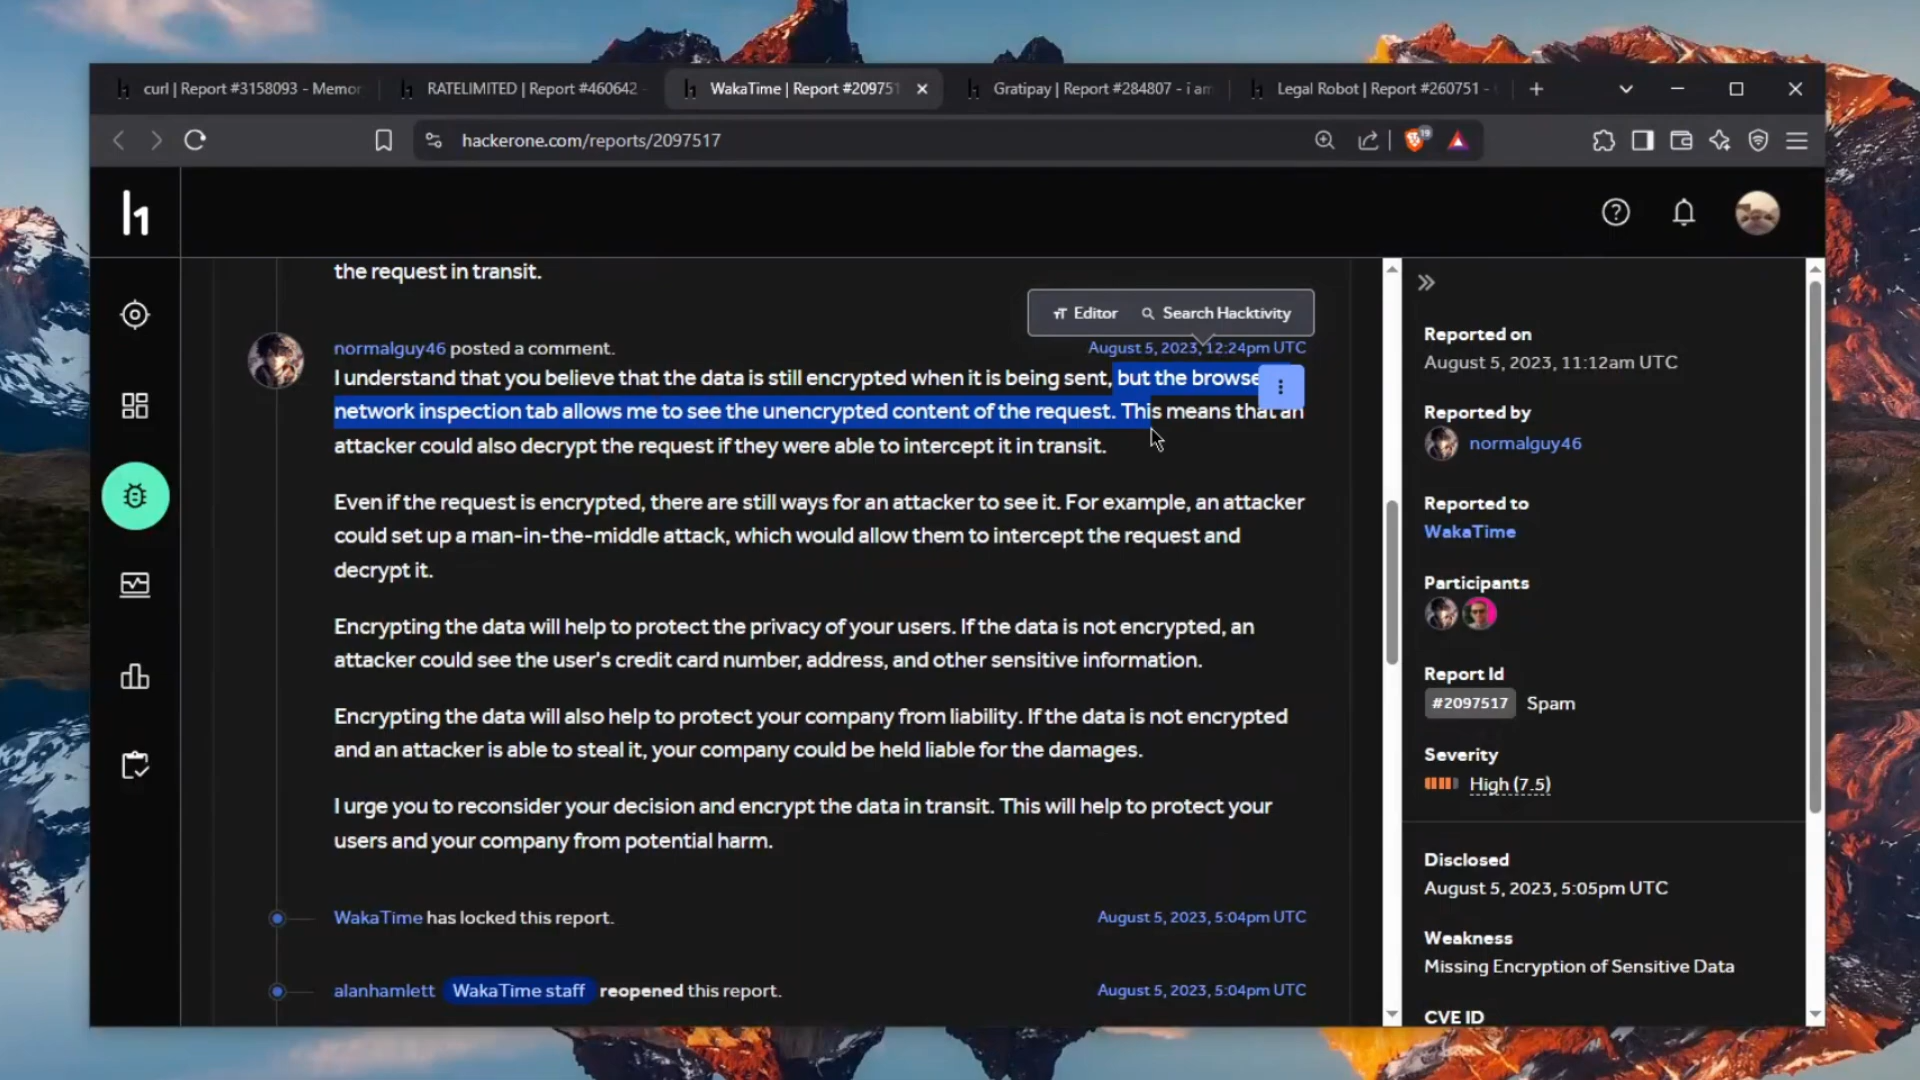 curl | Report #3158093 - Memor
RATELIMITED | Report #460642 -
WakaTime | Report #209751
Gratipay | Report #284807 - i am
Legal Robot | Report #260751 -
hackerone.com/reports/2097517
19
h1
the request in transit.
Editor
Search Hacktivity
normalguy46 posted a comment.
August 5, 2023, 12:24pm UTC
I understand that you believe that the data is still encrypted when it is being sent, but the browse
network inspection tab allows me to see the unencrypted content of the request. This means that an
attacker could also decrypt the request if they were able to intercept it in transit.
Even if the request is encrypted, there are still ways for an attacker to see it. For example, an attacker
could set up a man-in-the-middle attack, which would allow them to intercept the request and
decrypt it.
Encrypting the data will help to protect the privacy of your users. If the data is not encrypted, an
attacker could see the user's credit card number, address, and other sensitive information.
Encrypting the data will also help to protect your company from liability. If the data is not encrypted
and an attacker is able to steal it, your company could be held liable for the damages.
I urge you to reconsider your decision and encrypt the data in transit. This will help to protect your
users and your company from potential harm.
WakaTime has locked this report.
August 5, 2023, 5:04pm UTC
alanhamlett WakaTime staff reopened this report.
August 5, 2023, 5:04pm UTC
Reported on
August 5, 2023, 11:12am UTC
Reported by
normalguy46
Reported to
WakaTime
Participants
Report Id
#2097517 Spam
Severity
High (7.5)
Disclosed
August 5, 2023, 5:05pm UTC
Weakness
Missing Encryption of Sensitive Data
CVE ID